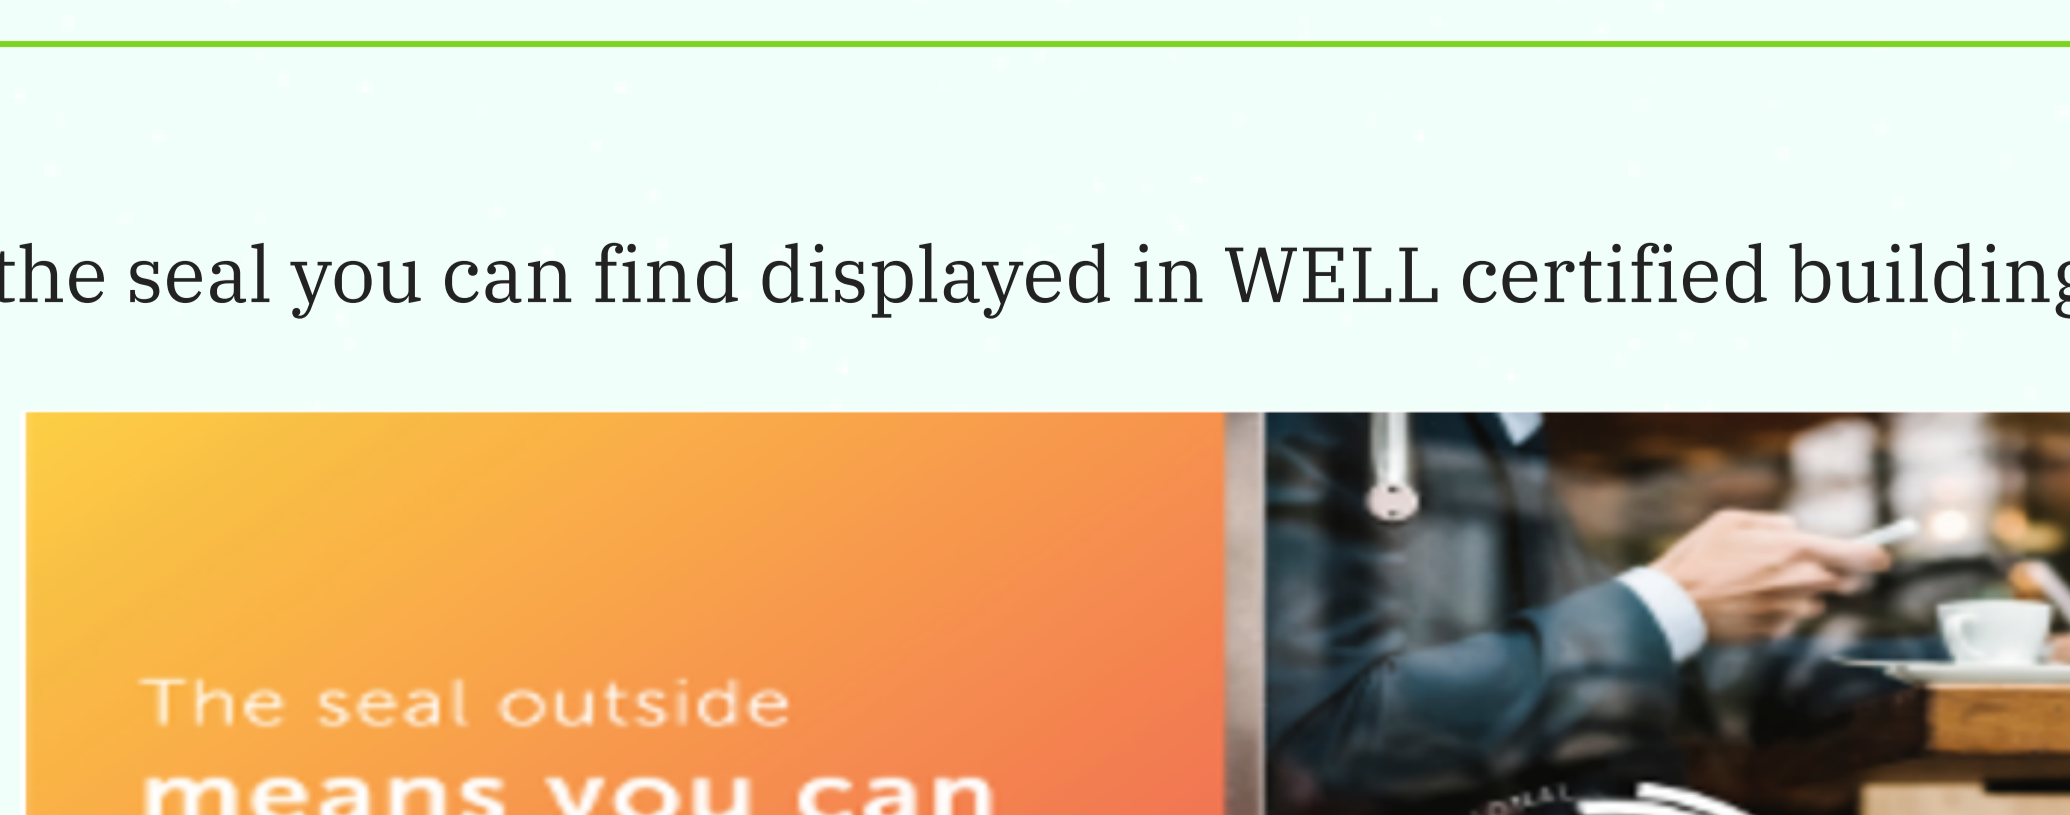 the seal you can find displayed in WELL certified building
The seal outside
means you can